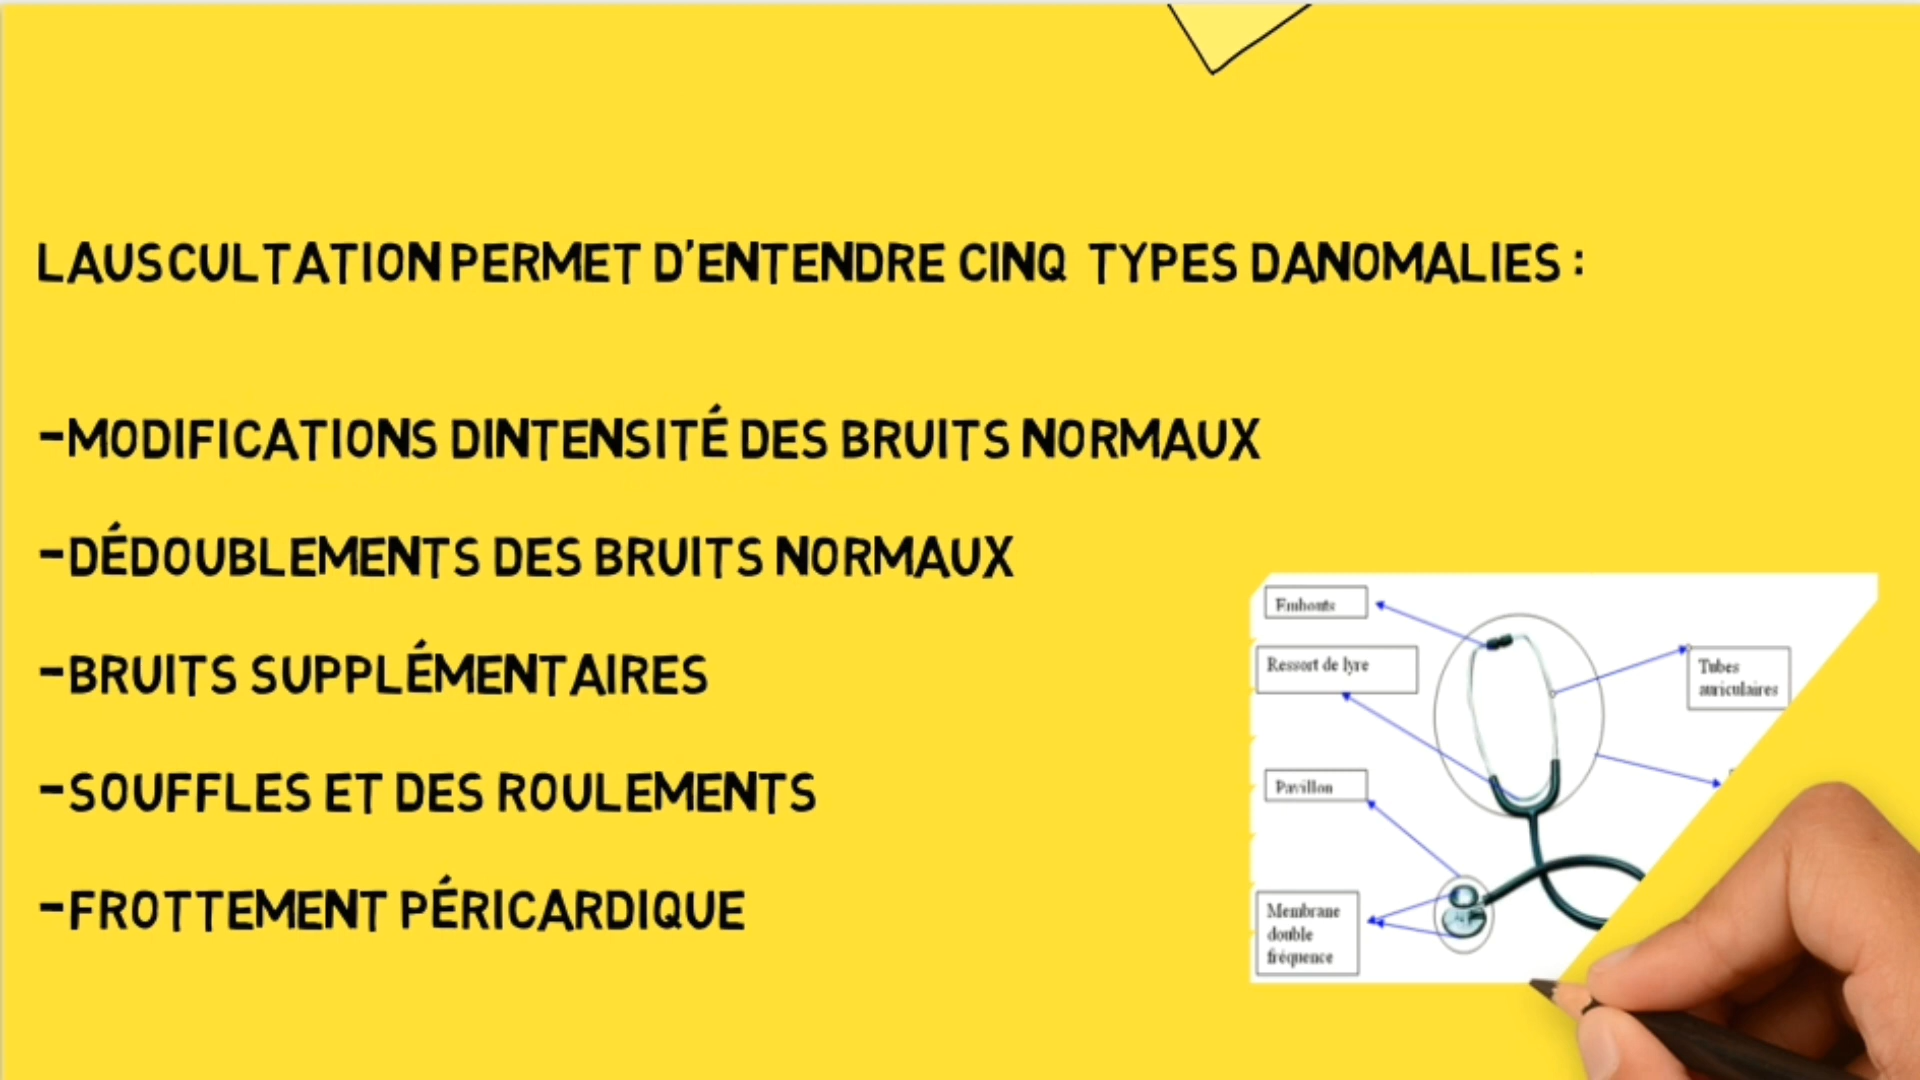 LAUSCULTATION PERMET D'ENTENDRE CINQ TYPES DANOMALIES :
-MODIFICATIONS DINTENSITÉ DES BRUITS NORMAUX
-DÉDOUBLEMENTS DES BRUITS NORMAUX
-BRUITS SUPPLÉMENTAIRES
-SOUFFLES ET DES ROULEMENTS
-FROTTEMENT PÉRICARDIQUE
Embouts
Ressort de lyre
Tubes
auriculaires
Pavillon
Membrane
double
fréquence